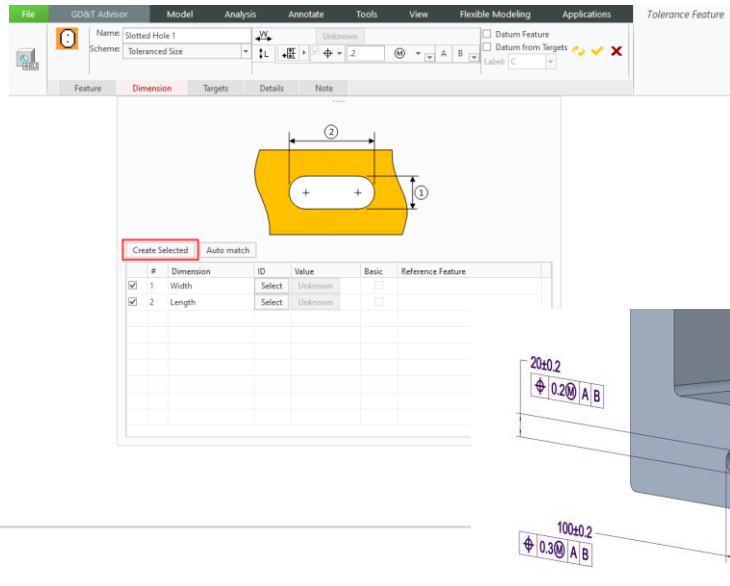 File GD&T Advisor Model Analysis Annotate Tools View Flexible Modeling Applications Tolerance Feature
Name: Slotted Hole 1 Unknown Datum Feature
Scheme: Toleranced Size .2 Ⓜ A B Datum from Targets
Label: C
Feature Dimension Targets Details Note
②
①
Create Selected Auto match
# Dimension ID Value Basic Reference Feature
1 Width Select Unknown
2 Length Select Unknown
20±0.2
⌖ 0.2Ⓜ A B
100±0.2
⌖ 0.3Ⓜ A B